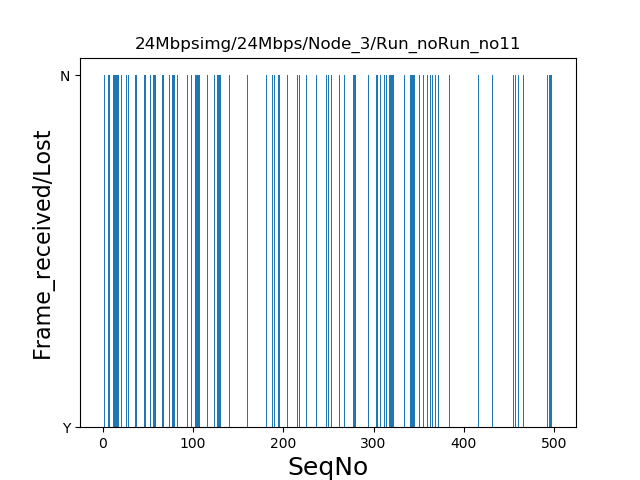 24Mbpsimg/24Mbps/Node_3/Run_noRun_no11
N
Frame_received/Lost
Y
0 100 200 300 400 500
SeqNo